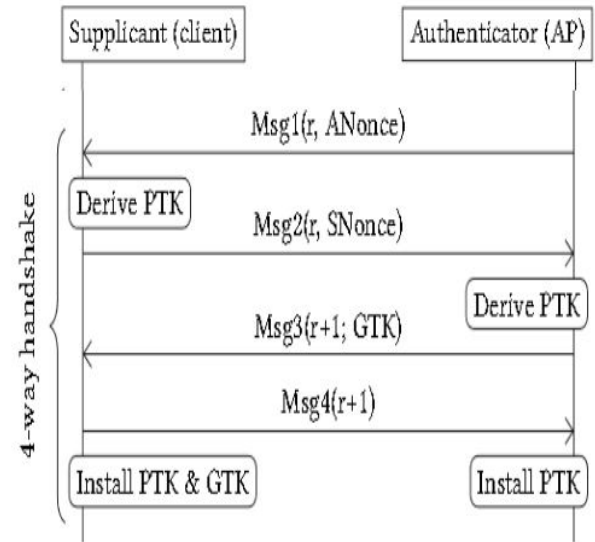 Supplicant (client)
Authenticator (AP)
Msg1(r, ANonce)
Derive PTK
Msg2(r, SNonce)
Derive PTK
Msg3(r+1; GTK)
Msg4(r+1)
Install PTK & GTK
Install PTK
4-way handshake